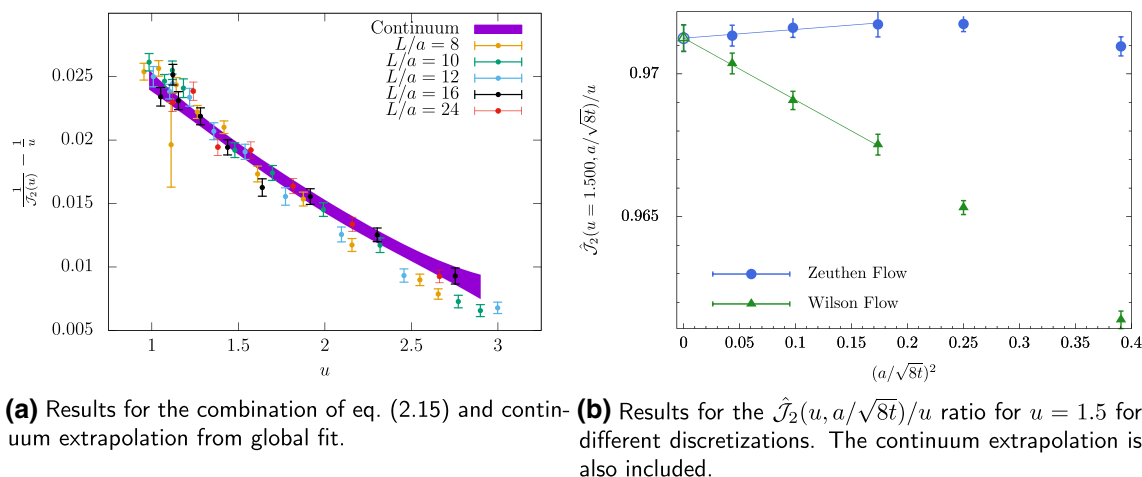 0.025
0.02
0.015
0.01
0.005
1/𝒥₂(u) − 1/u
Continuum
L/a = 8
L/a = 10
L/a = 12
L/a = 16
L/a = 24
1 1.5 2 2.5 3
u
(a) Results for the combination of eq. (2.15) and contin-
uum extrapolation from global fit.
0.97
0.965
𝒥̂₂(u = 1.500, a/√8t)/u
Zeuthen Flow
Wilson Flow
0 0.05 0.1 0.15 0.2 0.25 0.3 0.35 0.4
(a/√8t)²
(b) Results for the 𝒥̂₂(u, a/√8t)/u ratio for u = 1.5 for
different discretizations. The continuum extrapolation is
also included.